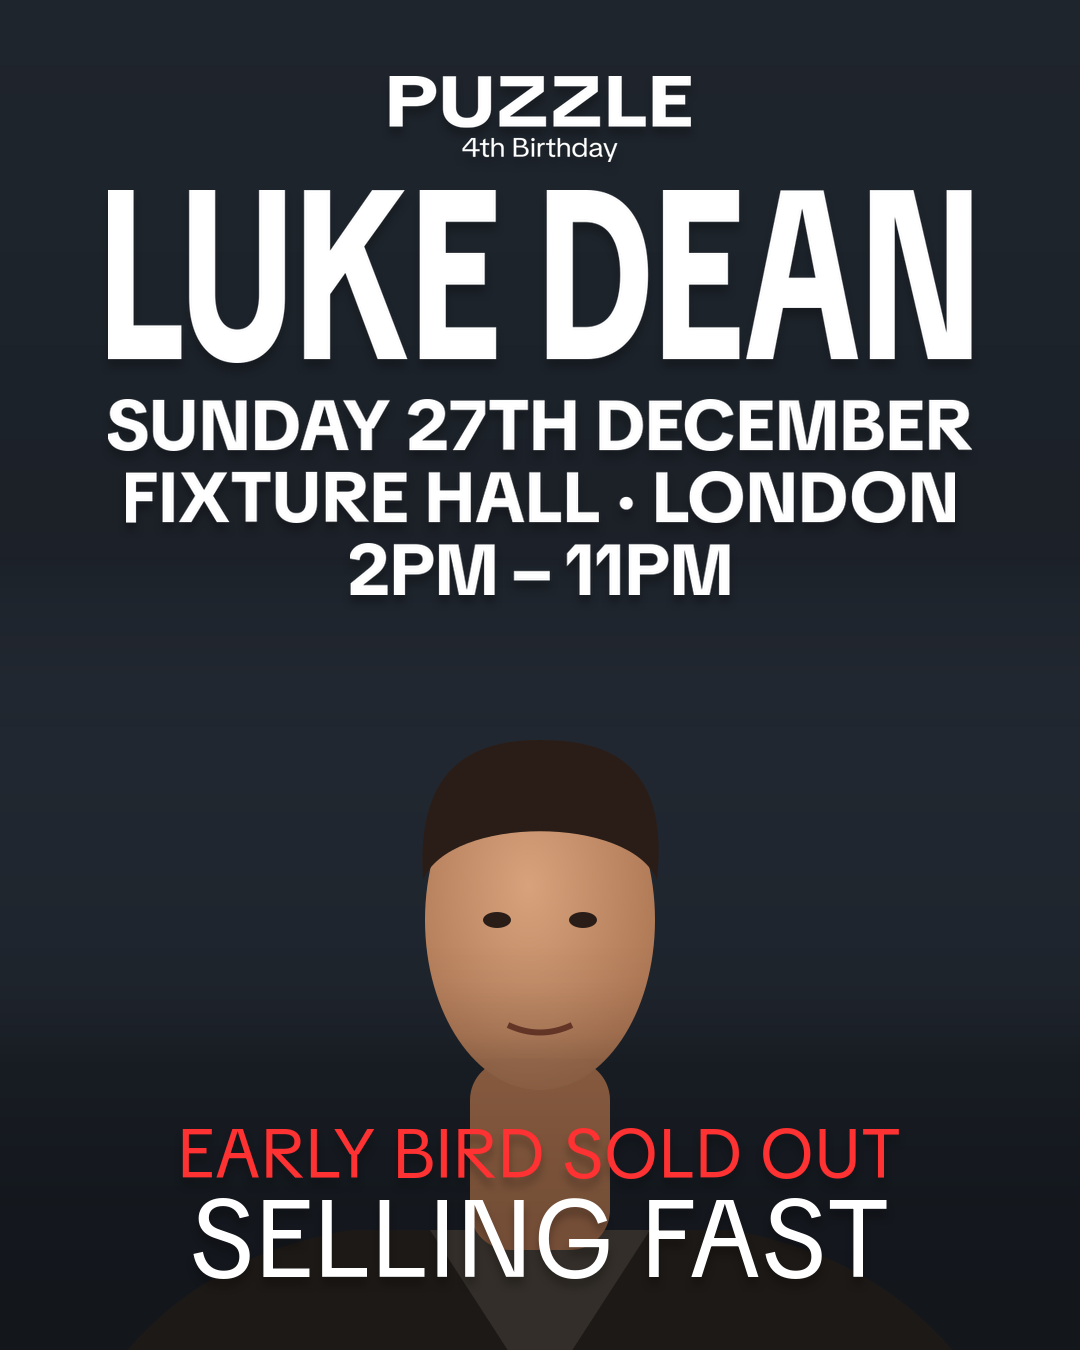 PUZZLE
4th Birthday
LUKE DEAN
SUNDAY 27TH DECEMBER
FIXTURE HALL · LONDON
2PM – 11PM
EARLY BIRD SOLD OUT
SELLING FAST